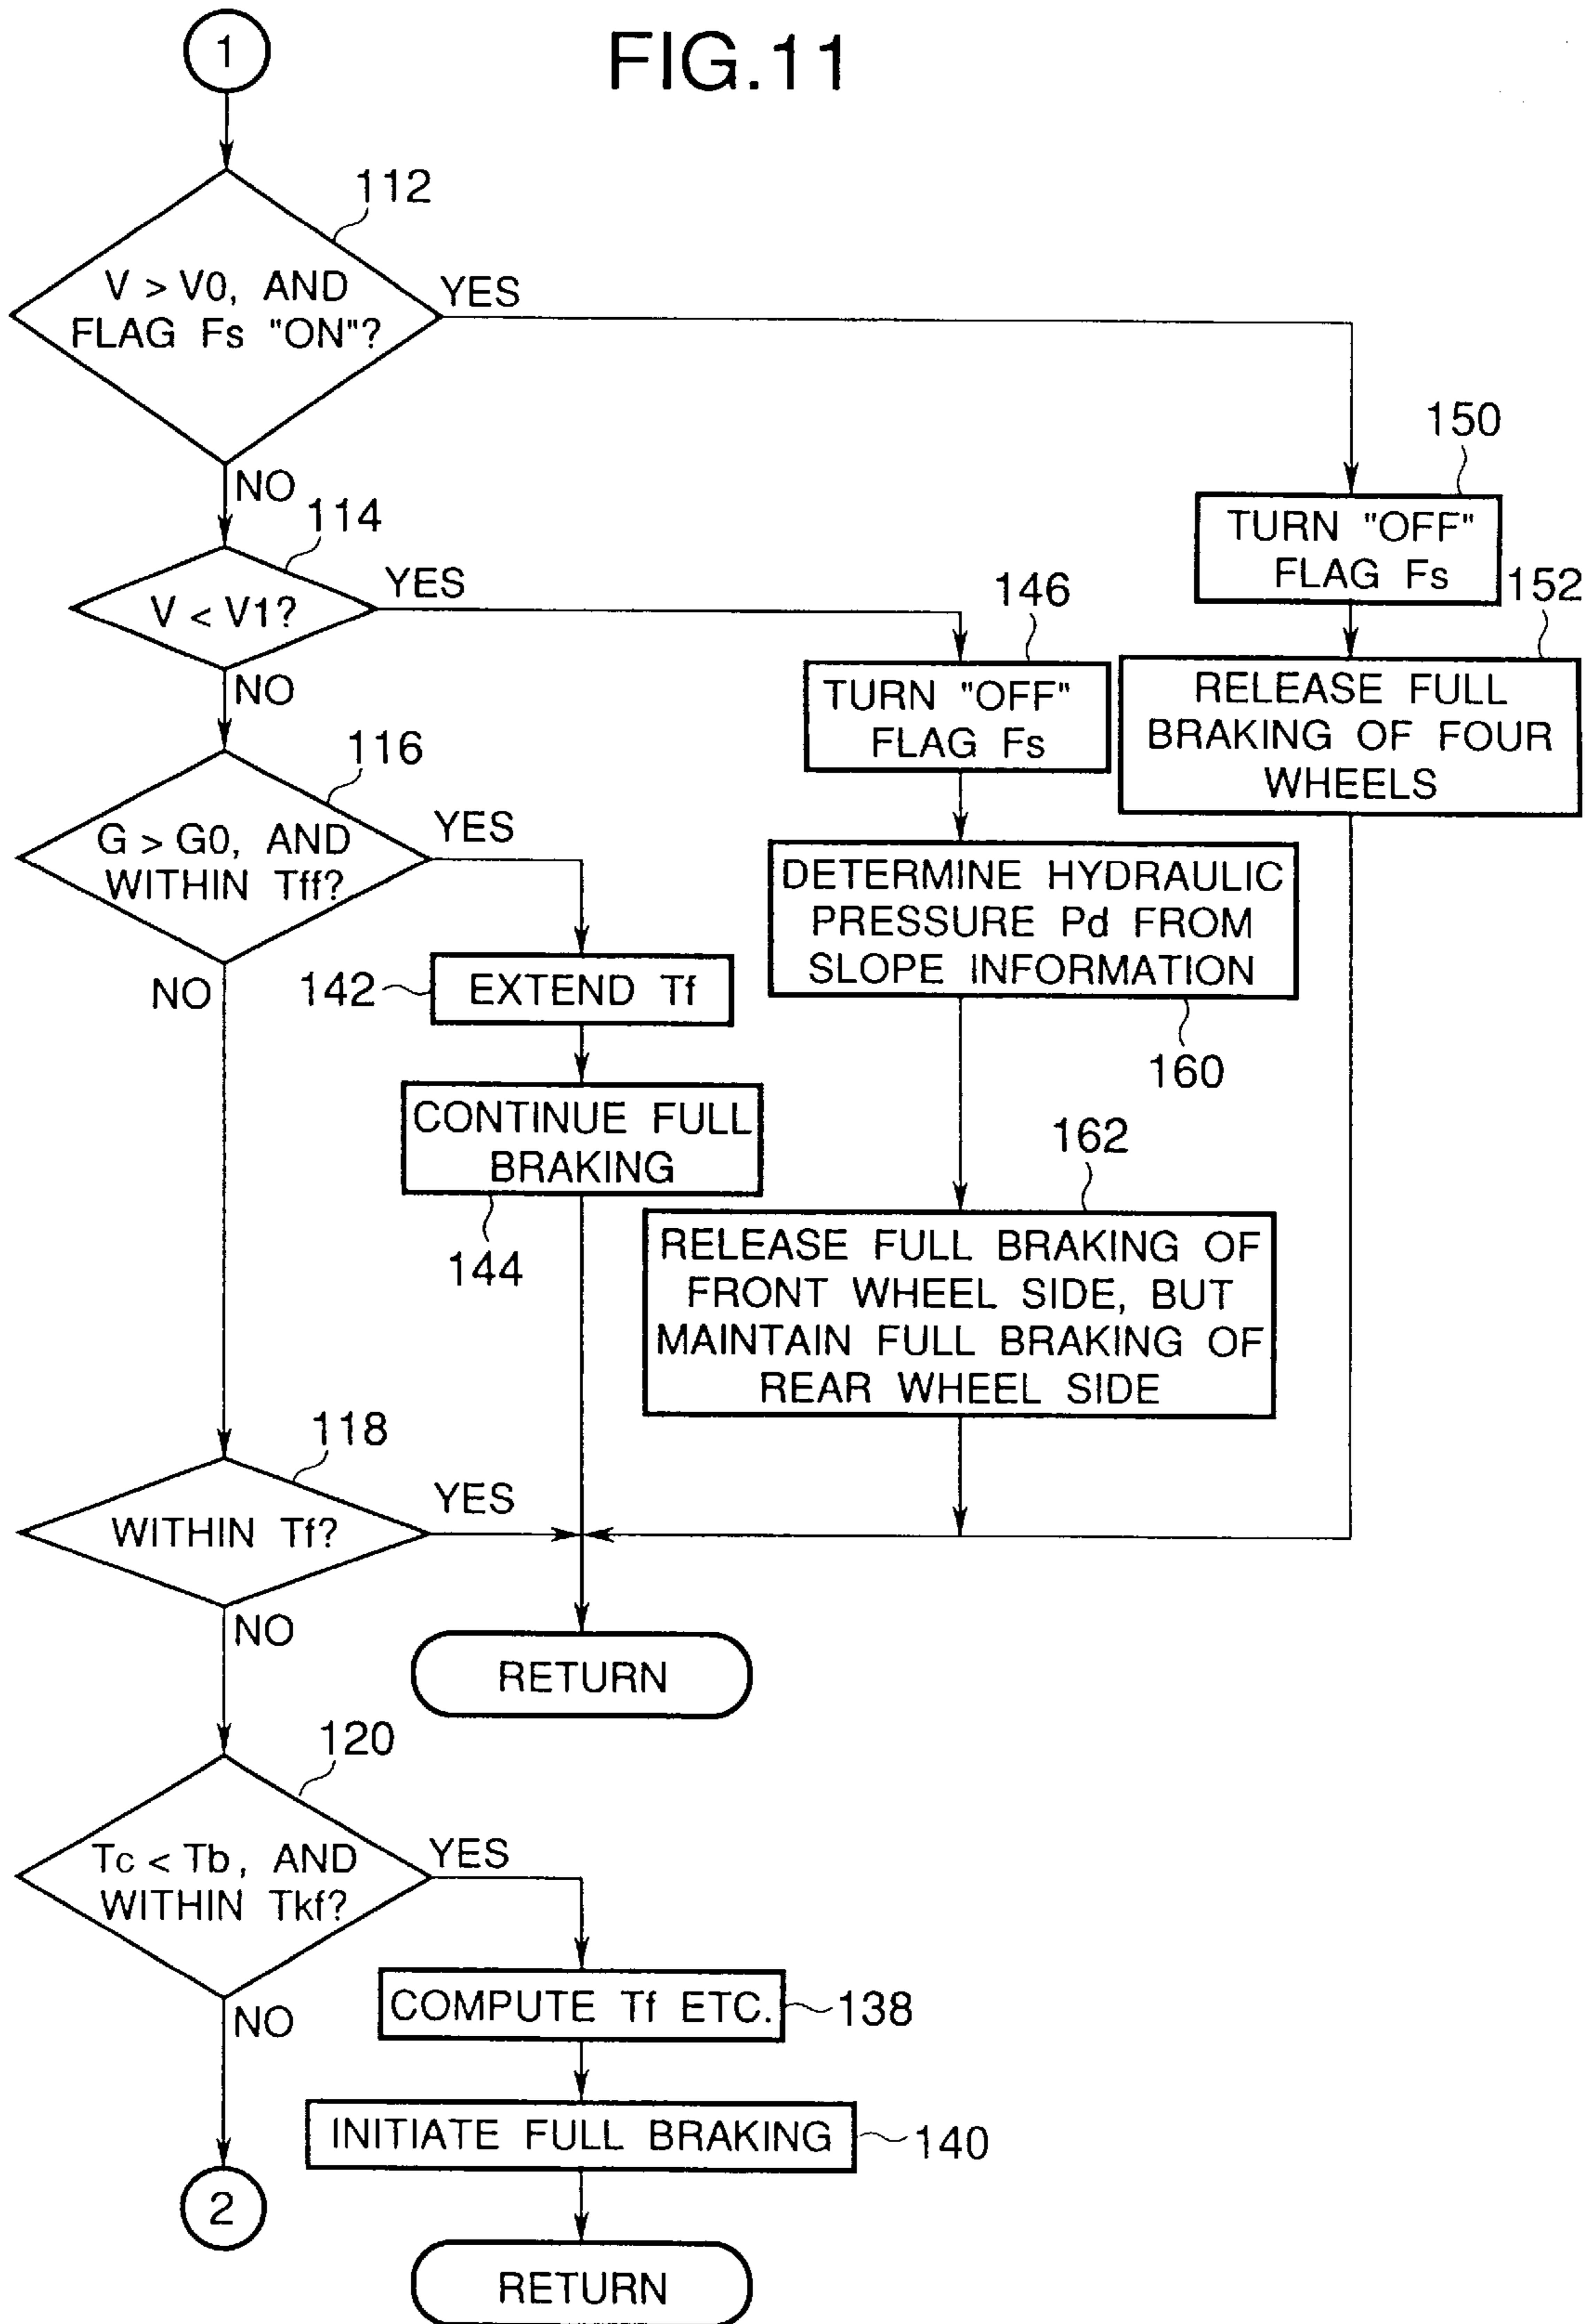 FIG.11
1
112
V > V0, AND
FLAG Fs "ON"?
YES
NO
150
TURN "OFF"
FLAG Fs
152
RELEASE FULL
BRAKING OF FOUR
WHEELS
114
V < V1?
YES
NO
146
TURN "OFF"
FLAG Fs
DETERMINE HYDRAULIC
PRESSURE Pd FROM
SLOPE INFORMATION
160
162
RELEASE FULL BRAKING OF
FRONT WHEEL SIDE, BUT
MAINTAIN FULL BRAKING OF
REAR WHEEL SIDE
116
G > G0, AND
WITHIN Tff?
YES
NO
142
EXTEND Tf
CONTINUE FULL
BRAKING
144
118
WITHIN Tf?
YES
NO
RETURN
120
Tc < Tb, AND
WITHIN Tkf?
YES
NO
COMPUTE Tf ETC.
138
INITIATE FULL BRAKING
140
2
RETURN